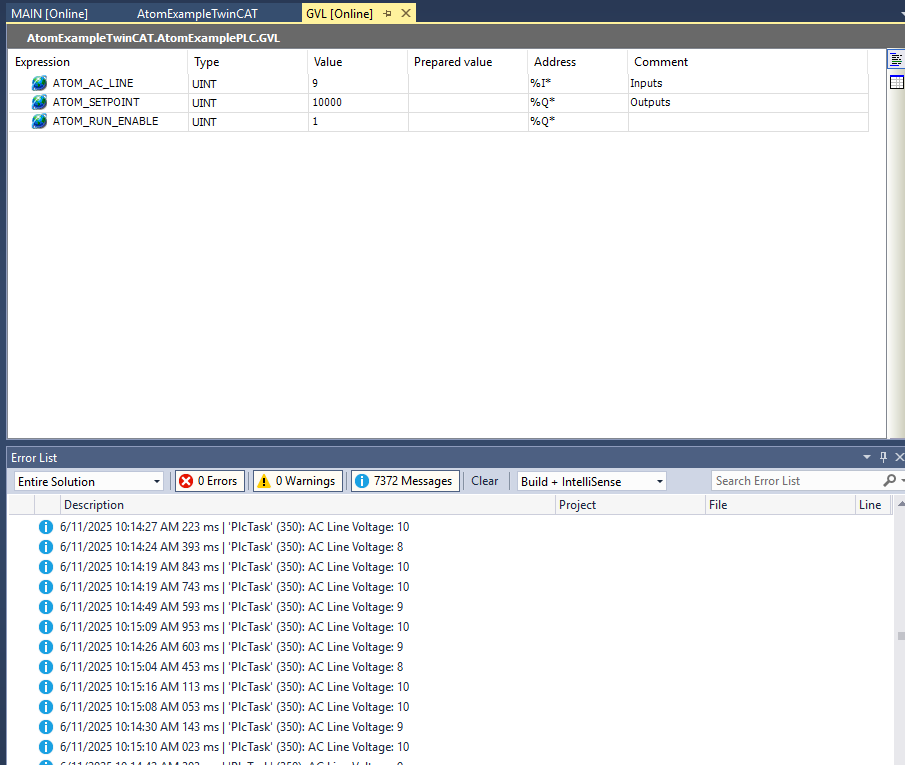 MAIN [Online] AtomExampleTwinCAT GVL [Online]
AtomExampleTwinCAT.AtomExamplePLC.GVL
Expression Type Value Prepared value Address Comment
ATOM_AC_LINE UINT 9 %I* Inputs
ATOM_SETPOINT UINT 10000 %Q* Outputs
ATOM_RUN_ENABLE UINT 1 %Q*
Error List
Entire Solution 0 Errors 0 Warnings 7372 Messages Clear Build + IntelliSense Search Error List
Description Project File Line
6/11/2025 10:14:27 AM 223 ms | 'PlcTask' (350): AC Line Voltage: 10
6/11/2025 10:14:24 AM 393 ms | 'PlcTask' (350): AC Line Voltage: 8
6/11/2025 10:14:19 AM 843 ms | 'PlcTask' (350): AC Line Voltage: 10
6/11/2025 10:14:19 AM 743 ms | 'PlcTask' (350): AC Line Voltage: 10
6/11/2025 10:14:49 AM 593 ms | 'PlcTask' (350): AC Line Voltage: 9
6/11/2025 10:15:09 AM 953 ms | 'PlcTask' (350): AC Line Voltage: 10
6/11/2025 10:14:26 AM 603 ms | 'PlcTask' (350): AC Line Voltage: 9
6/11/2025 10:15:04 AM 453 ms | 'PlcTask' (350): AC Line Voltage: 8
6/11/2025 10:15:16 AM 113 ms | 'PlcTask' (350): AC Line Voltage: 10
6/11/2025 10:15:08 AM 053 ms | 'PlcTask' (350): AC Line Voltage: 10
6/11/2025 10:14:30 AM 143 ms | 'PlcTask' (350): AC Line Voltage: 9
6/11/2025 10:15:10 AM 023 ms | 'PlcTask' (350): AC Line Voltage: 10